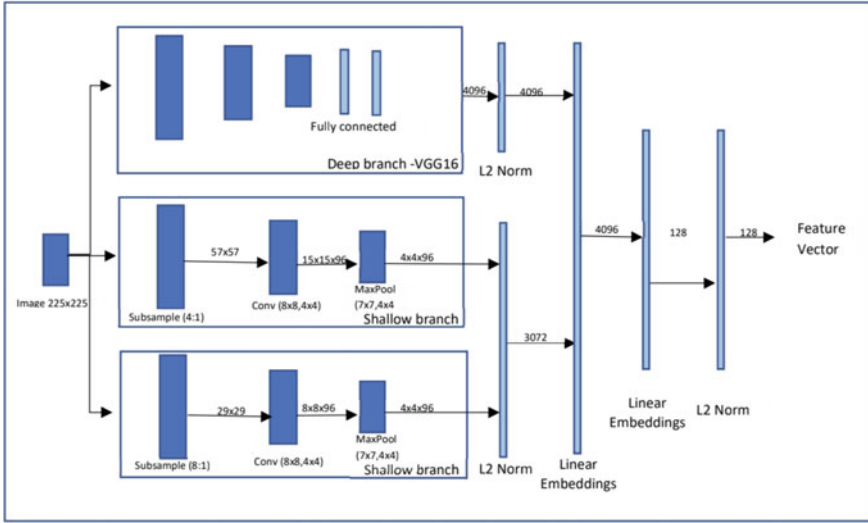 Fully connected
Deep branch -VGG16
4096
L2 Norm
4096
Image 225x225
57x57
15x15x96
4x4x96
Subsample (4:1)
Conv (8x8,4x4)
MaxPool
(7x7,4x4
Shallow branch
29x29
8x8x96
4x4x96
Subsample (8:1)
Conv (8x8,4x4)
MaxPool
(7x7,4x4)
Shallow branch
L2 Norm
3072
Linear
Embeddings
4096
Linear
Embeddings
128
L2 Norm
128
Feature
Vector